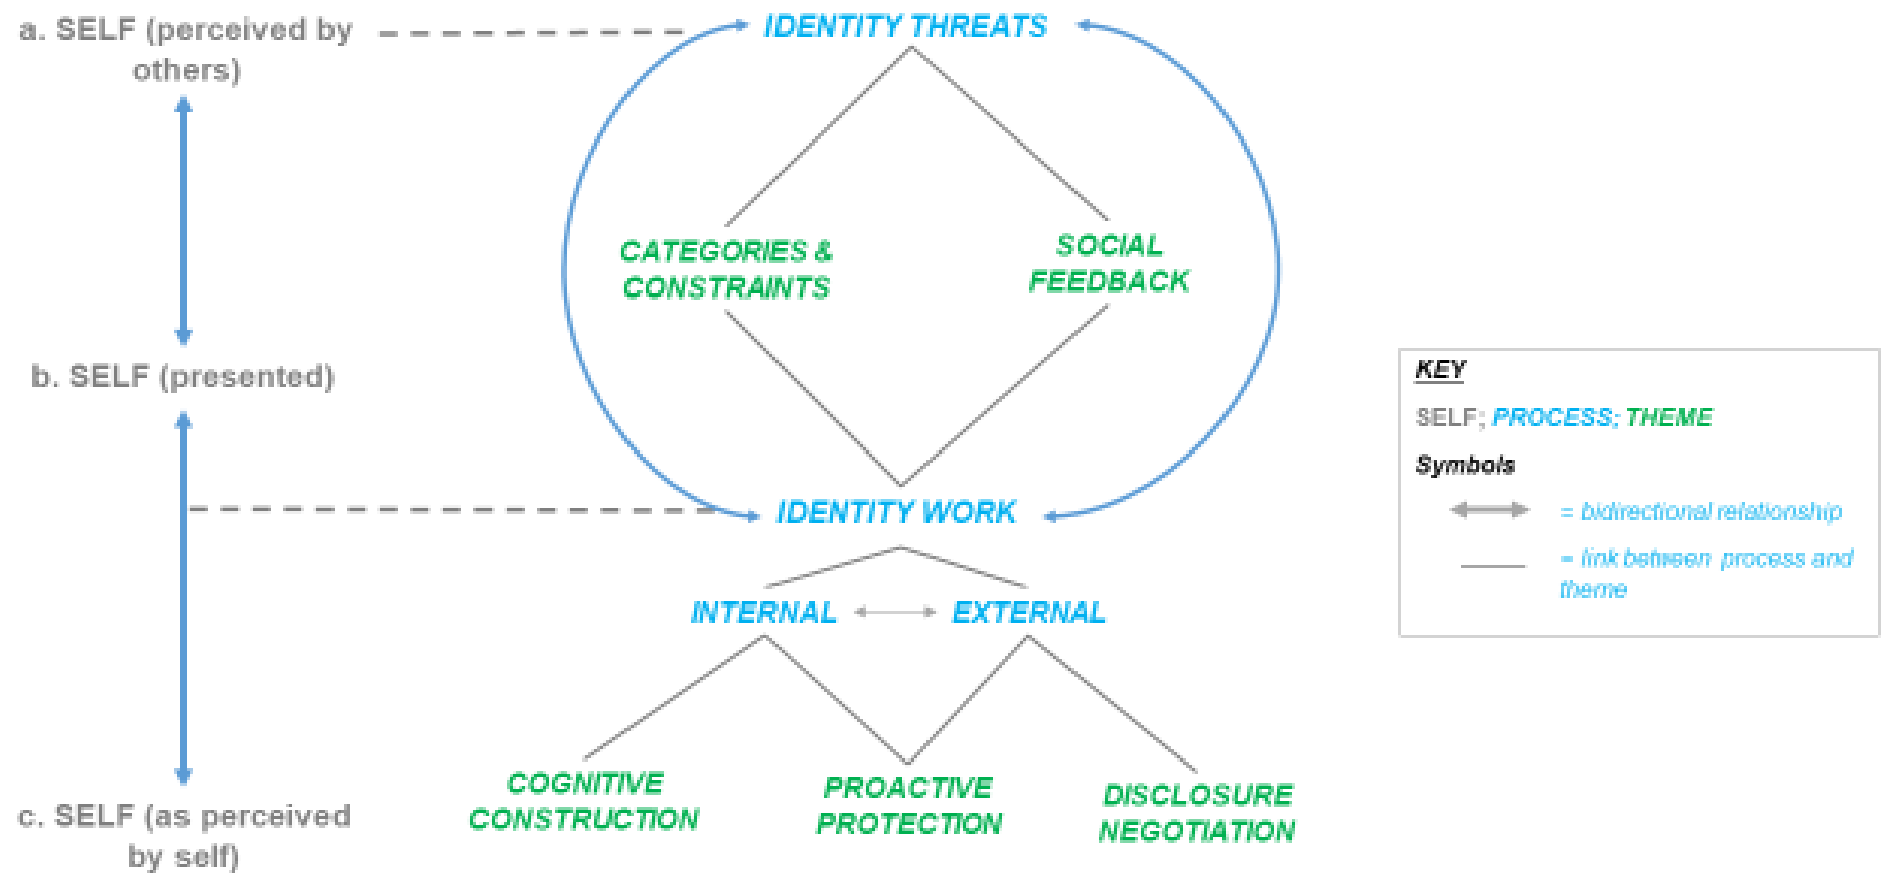 a. SELF (perceived by
others)
IDENTITY THREATS
CATEGORIES &
CONSTRAINTS
SOCIAL
FEEDBACK
b. SELF (presented)
IDENTITY WORK
INTERNAL
EXTERNAL
COGNITIVE
CONSTRUCTION
PROACTIVE
PROTECTION
DISCLOSURE
NEGOTIATION
c. SELF (as perceived
by self)
KEY
SELF; PROCESS; THEME
Symbols
= bidirectional relationship
= link between process and
theme